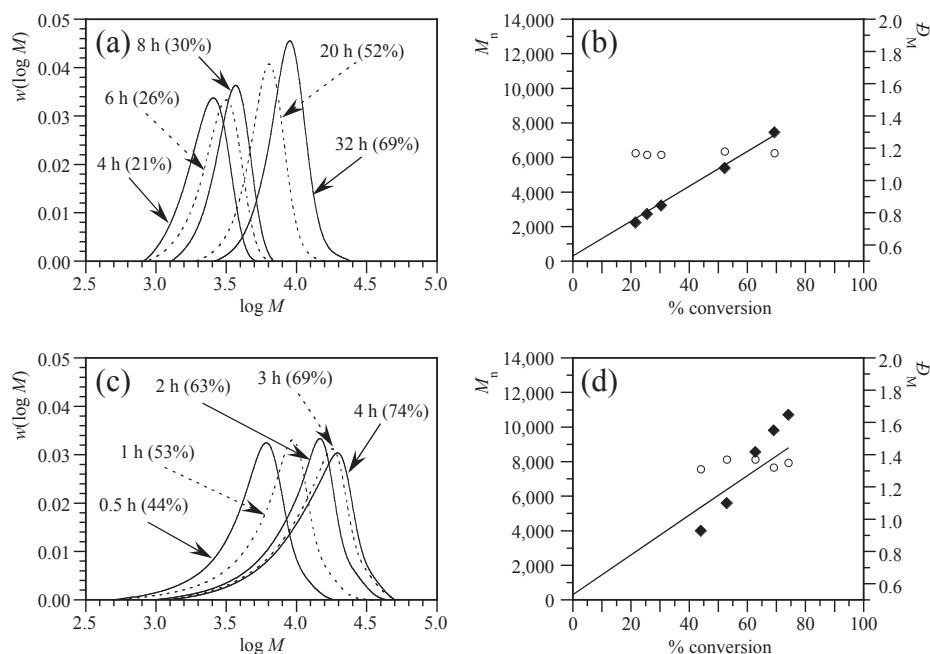 (a)
w(log M)
0.05
0.04
0.03
0.02
0.01
0.00
8 h (30%)
20 h (52%)
6 h (26%)
4 h (21%)
32 h (69%)
2.5 3.0 3.5 4.0 4.5 5.0
log M
(b)
Mn
14,000
12,000
10,000
8,000
6,000
4,000
2,000
0
ĐM
2.0
1.8
1.6
1.4
1.2
1.0
0.8
0.6
0 20 40 60 80 100
% conversion
(c)
w(log M)
0.05
0.04
0.03
0.02
0.01
0.00
2 h (63%)
3 h (69%)
4 h (74%)
1 h (53%)
0.5 h (44%)
2.5 3.0 3.5 4.0 4.5 5.0
log M
(d)
Mn
14,000
12,000
10,000
8,000
6,000
4,000
2,000
0
ĐM
2.0
1.8
1.6
1.4
1.2
1.0
0.8
0.6
0 20 40 60 80 100
% conversion